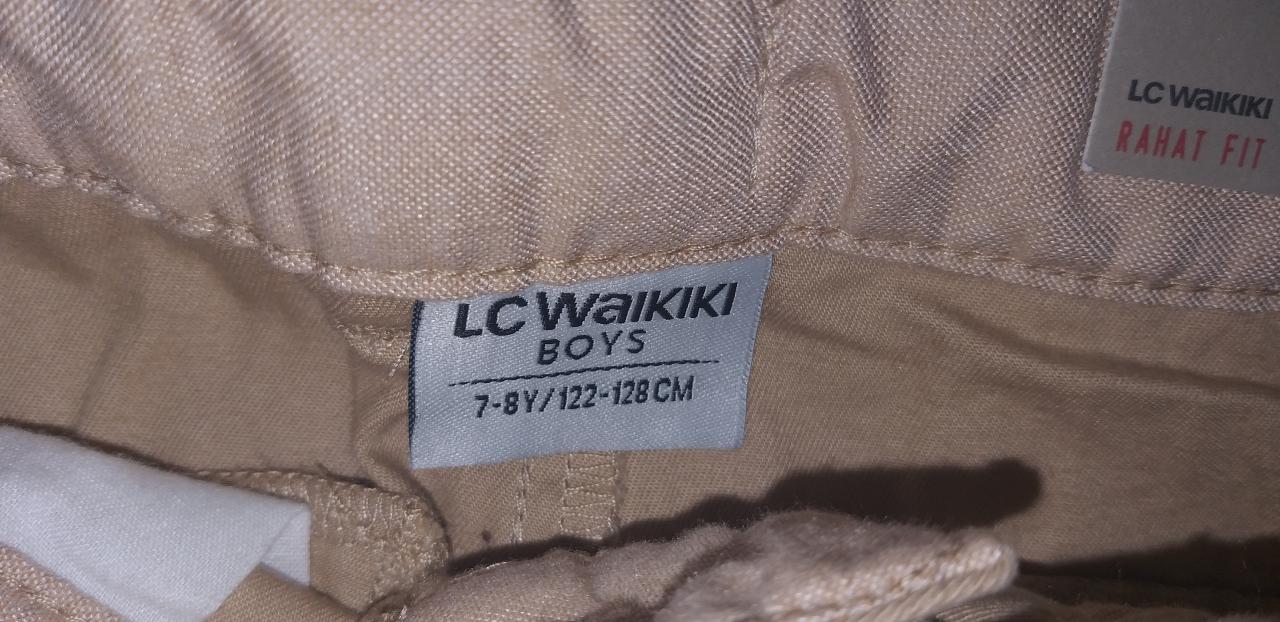 LC WAIKIKI
RAHAT FIT
LC WAIKIKI
BOYS
7-8Y/122-128CM